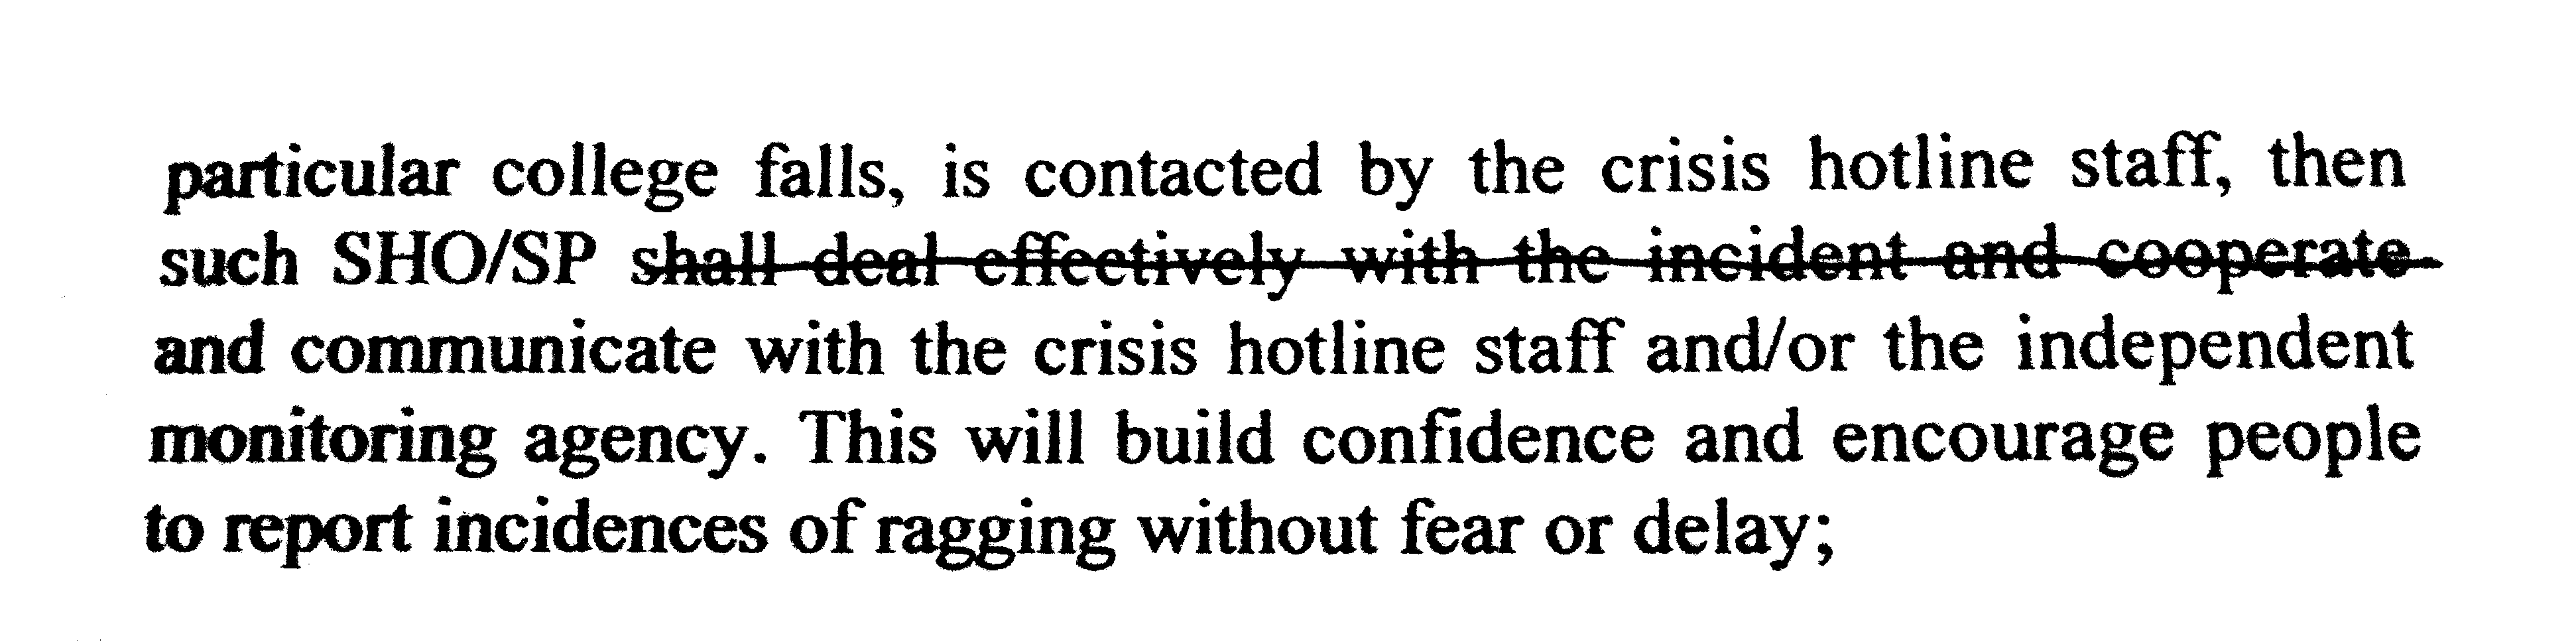 particular college falls, is contacted by the crisis hotline staff, then
such SHO/SP shall deal effectively with the incident and cooperate
and communicate with the crisis hotline staff and/or the independent
monitoring agency. This will build confidence and encourage people
to report incidences of ragging without fear or delay;